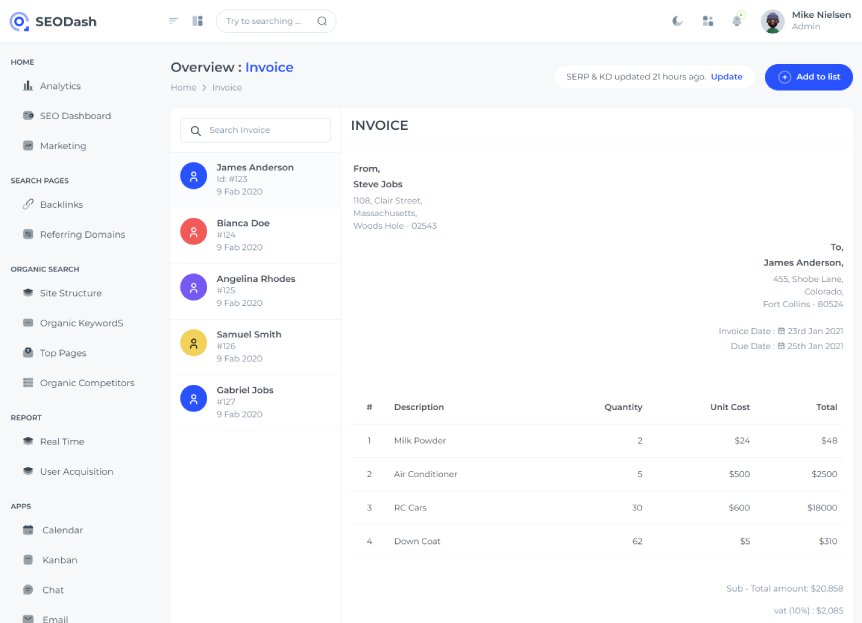 SEODash
Try to searching ...
Mike Nielsen
Admin
HOME
Analytics
SEO Dashboard
Marketing
SEARCH PAGES
Backlinks
Referring Domains
ORGANIC SEARCH
Site Structure
Organic KeywordS
Top Pages
Organic Competitors
REPORT
Real Time
User Acquisition
APPS
Calendar
Kanban
Chat
Email
Overview : Invoice
Home > Invoice
SERP & KD updated 21 hours ago. Update
Add to list
Search Invoice
James Anderson
Id: #123
9 Fab 2020
Bianca Doe
#124
9 Fab 2020
Angelina Rhodes
#125
9 Fab 2020
Samuel Smith
#126
9 Fab 2020
Gabriel Jobs
#127
9 Fab 2020
INVOICE
From,
Steve Jobs
1108, Clair Street,
Massachusetts,
Woods Hole - 02543
To,
James Anderson,
455, Shobe Lane,
Colorado,
Fort Collins - 80524
Invoice Date : 23rd Jan 2021
Due Date : 25th Jan 2021
# Description Quantity Unit Cost Total
1 Milk Powder 2 $24 $48
2 Air Conditioner 5 $500 $2500
3 RC Cars 30 $600 $18000
4 Down Coat 62 $5 $310
Sub - Total amount: $20,858
vat (10%) : $2,085